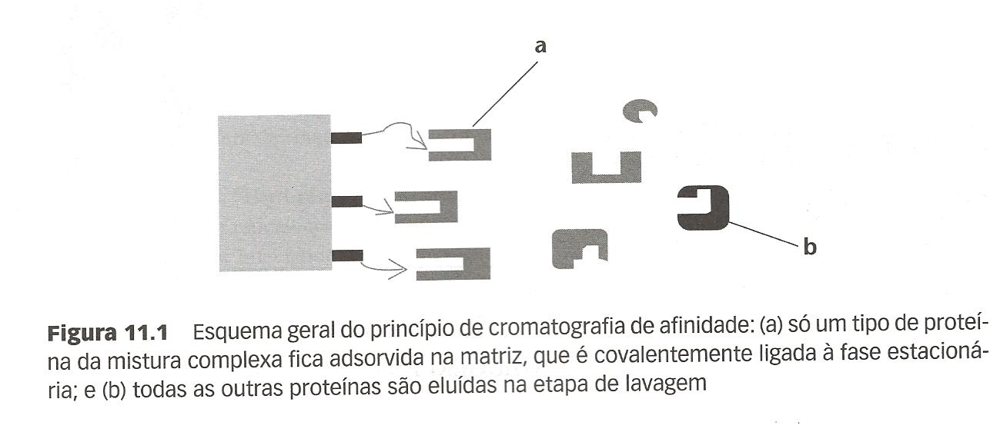 a
b
Figura 11.1 Esquema geral do princípio de cromatografia de afinidade: (a) só um tipo de proteí-
na da mistura complexa fica adsorvida na matriz, que é covalentemente ligada à fase estacioná-
ria; e (b) todas as outras proteínas são eluídas na etapa de lavagem